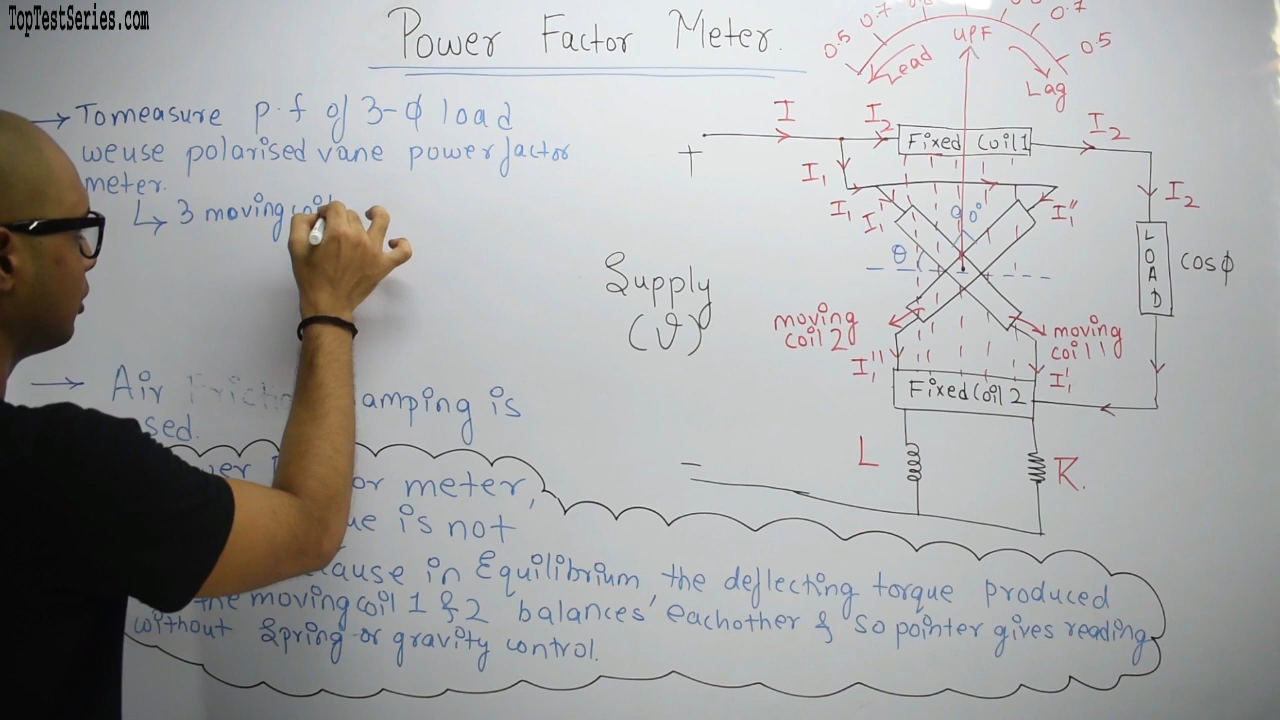 TopTestSeries.com
Power Factor Meter.
→ To measure p.f of 3-ϕ load
we use polarised vane power factor
meter.
↳ 3 moving coil
→ Air Friction amping is
sed.
or meter,
is not
in Equilibrium, the deflecting torque produced
the moving coil 1 & 2 balances eachother & so pointer gives reading
without Spring or gravity control.
0.5
0.7
UPF
0.7
0.5
Lead
Lag
+
I
I2
Fixed Coil 1
I2
I1
I2
I1
I1'
I1"
90°
θ
LOAD
cosϕ
Supply
(V)
moving
coil 2
moving
coil 1
I1"
I1'
Fixed Coil 2
L
R.
–